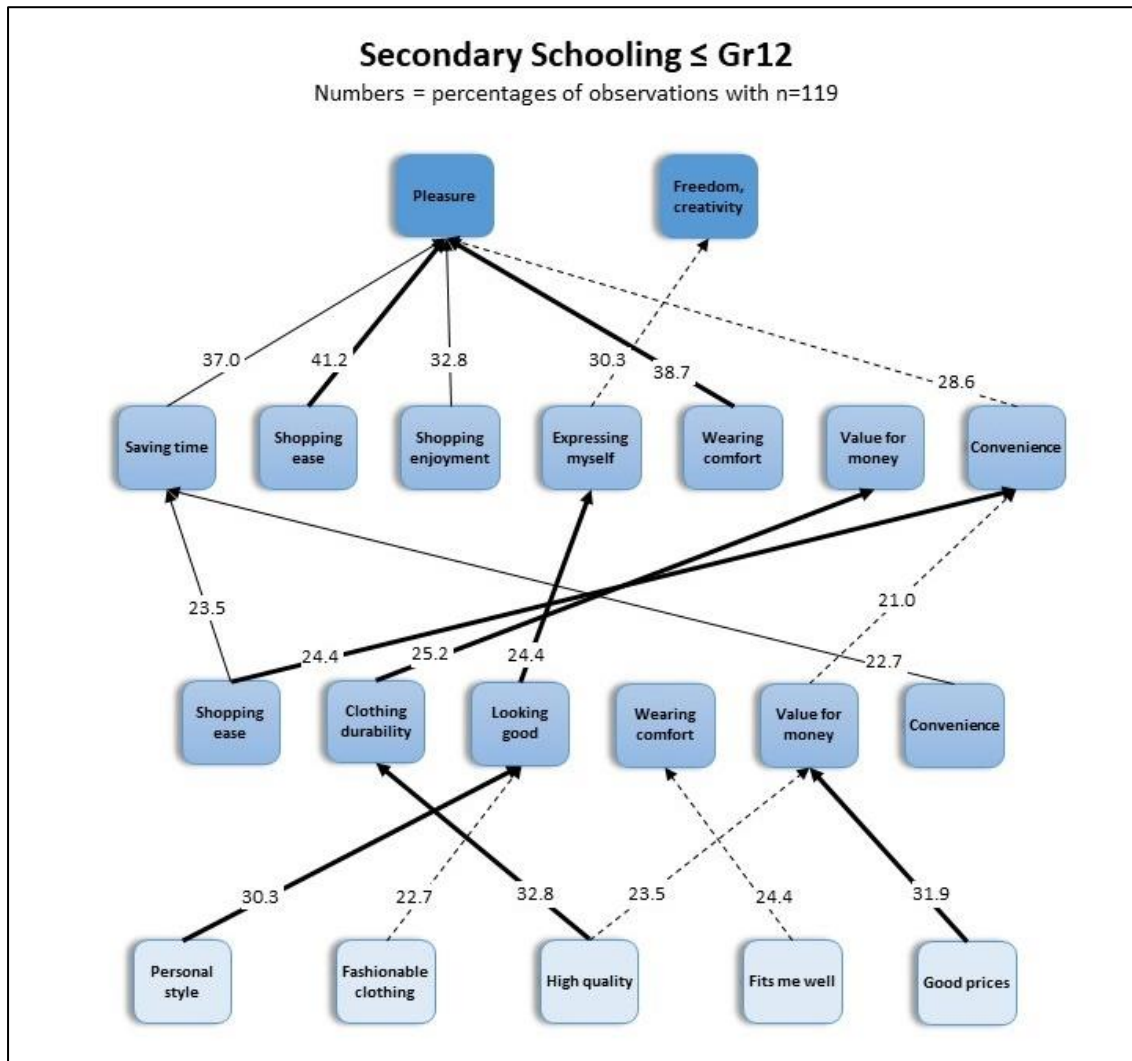 Secondary Schooling ≤ Gr12
Numbers = percentages of observations with n=119
Pleasure
Freedom,
creativity
37.0
41.2
32.8
30.3
38.7
28.6
Saving time
Shopping
ease
Shopping
enjoyment
Expressing
myself
Wearing
comfort
Value for
money
Convenience
23.5
24.4
25.2
24.4
21.0
22.7
Shopping
ease
Clothing
durability
Looking
good
Wearing
comfort
Value for
money
Convenience
30.3
22.7
32.8
23.5
24.4
31.9
Personal
style
Fashionable
clothing
High quality
Fits me well
Good prices